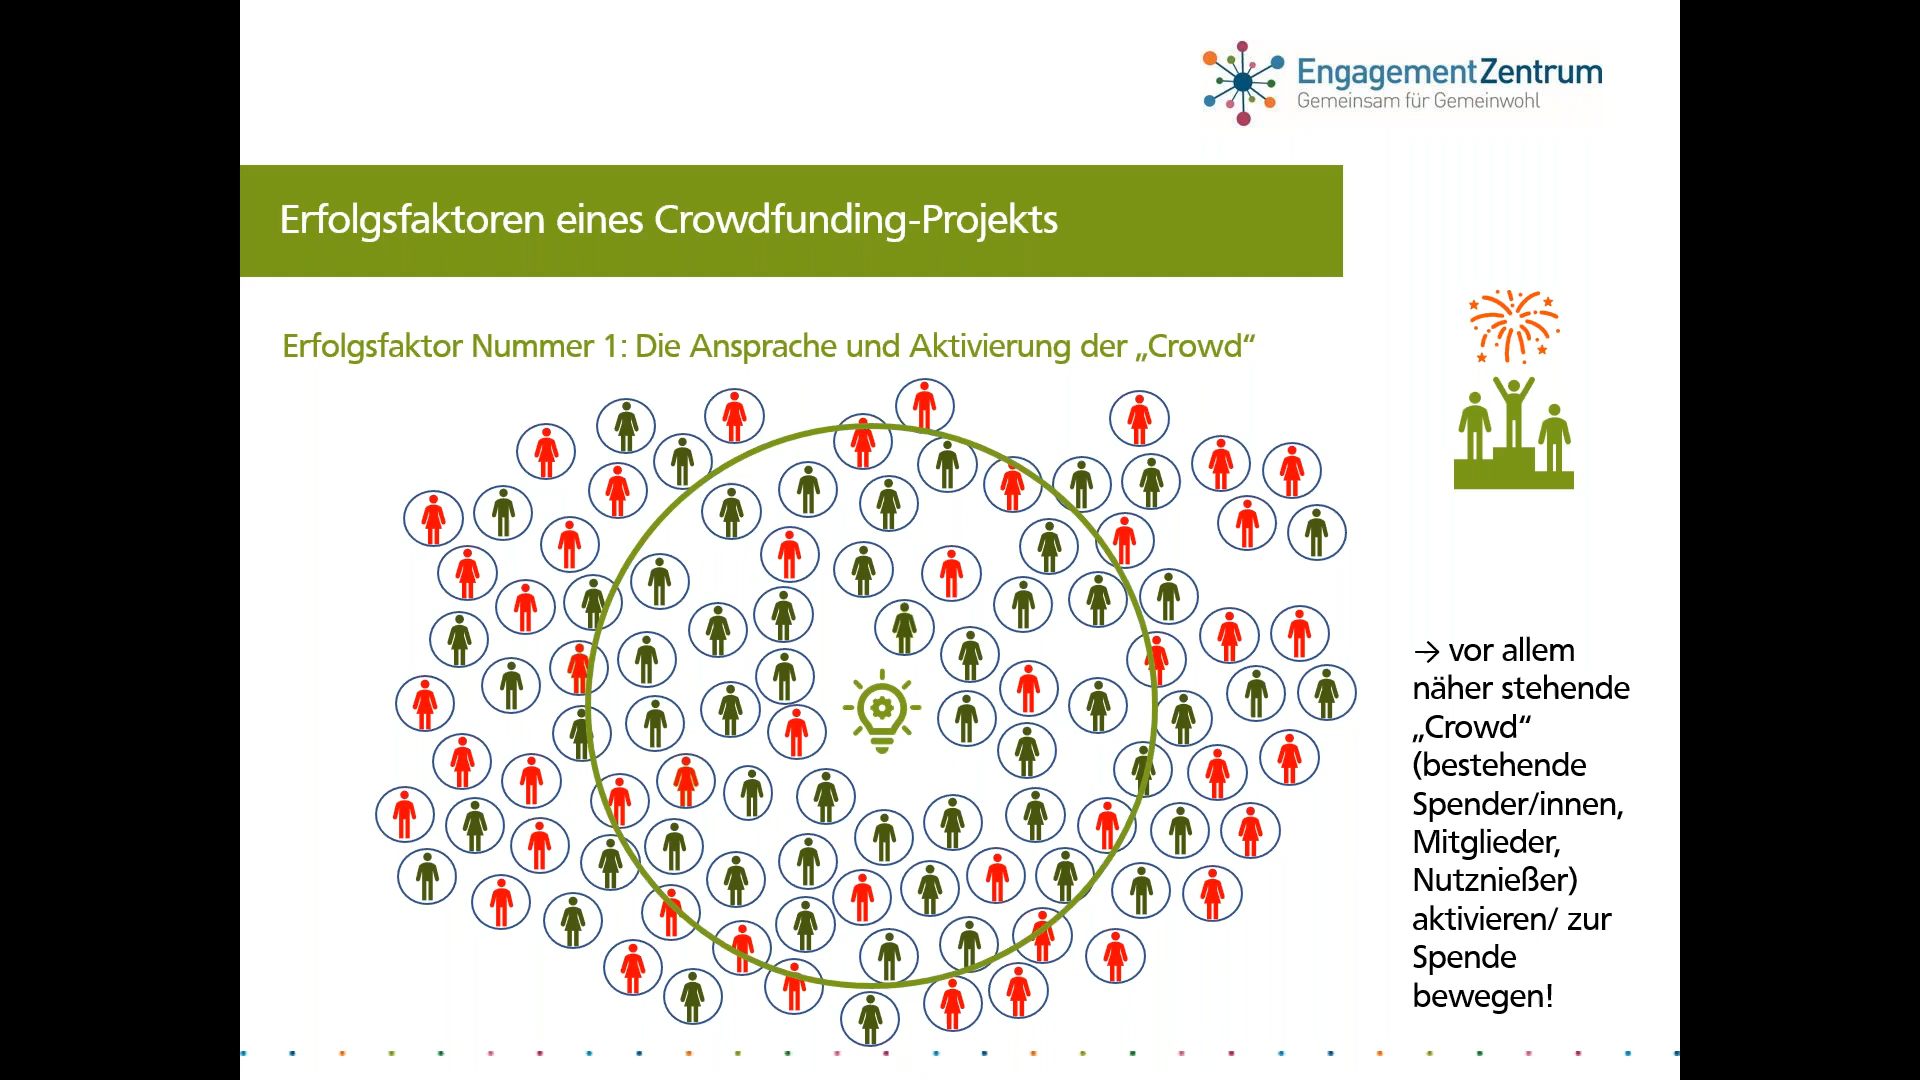 EngagementZentrum
Gemeinsam für Gemeinwohl
Erfolgsfaktoren eines Crowdfunding-Projekts
Erfolgsfaktor Nummer 1: Die Ansprache und Aktivierung der „Crowd“
→ vor allem
näher stehende
„Crowd“
(bestehende
Spender/innen,
Mitglieder,
Nutznießer)
aktivieren/ zur
Spende
bewegen!